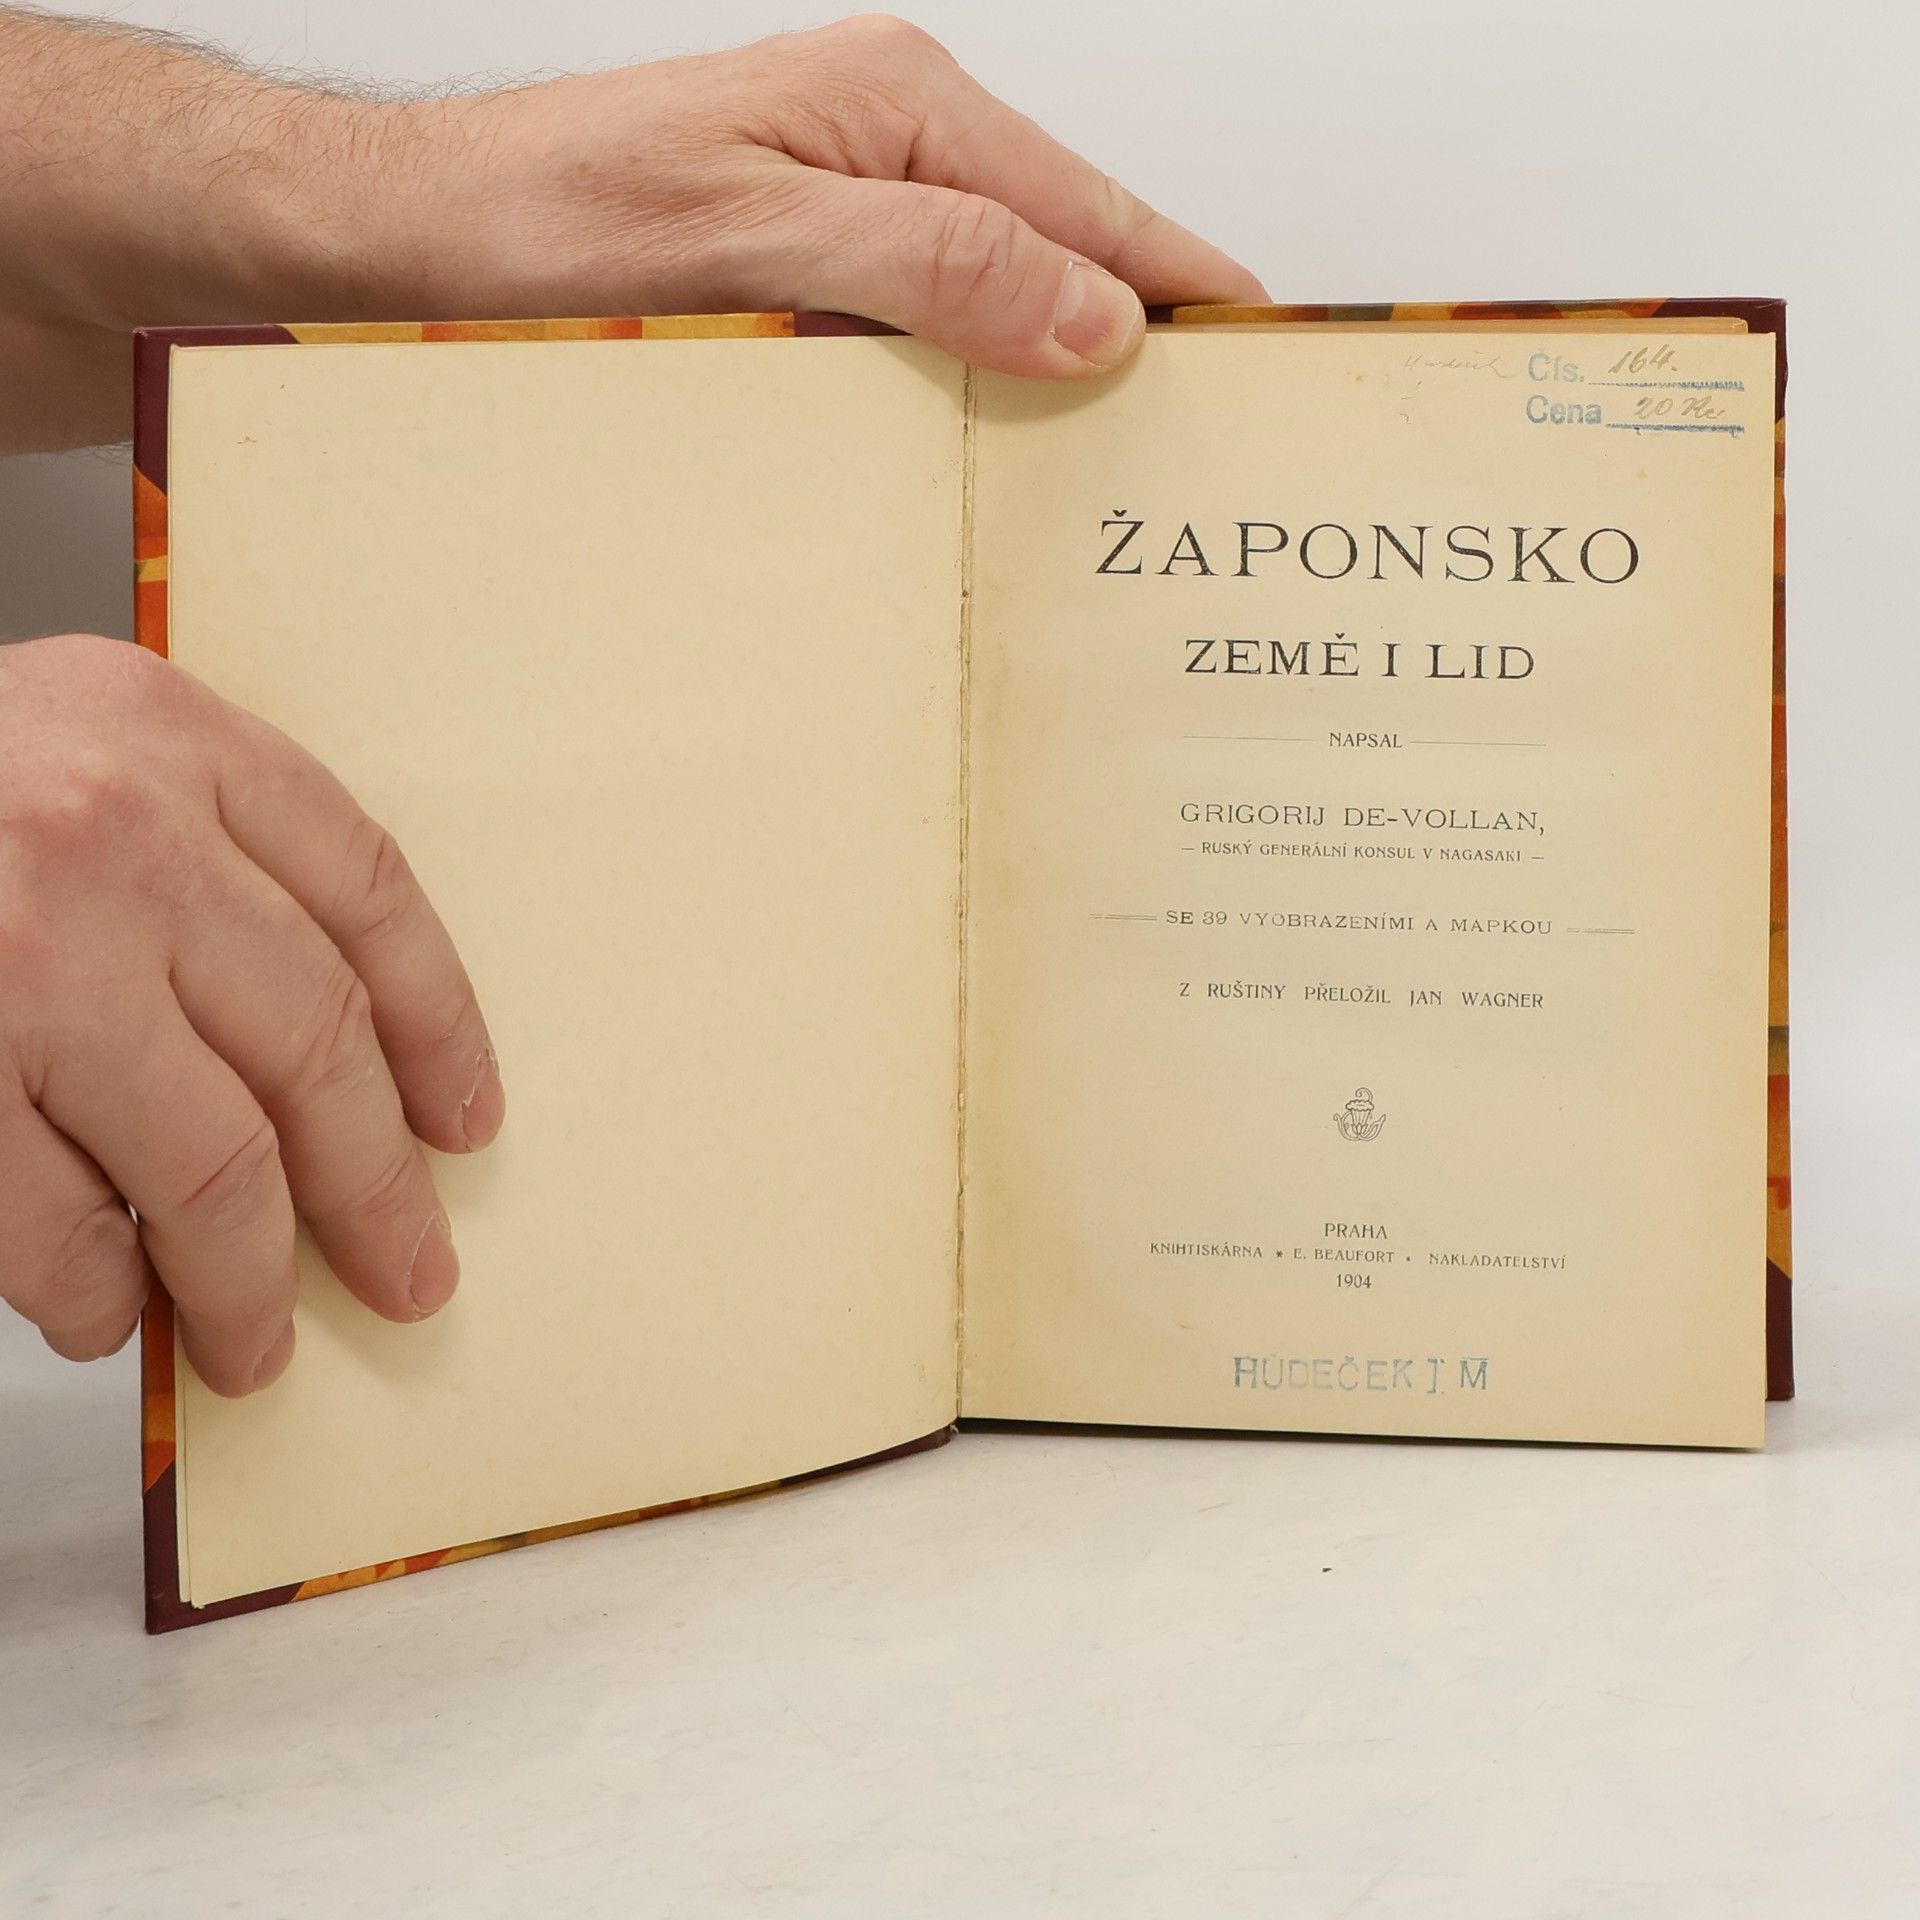 Čís. 164.
Cena 20 Kč
ŽAPONSKO
ZEMĚ I LID
NAPSAL
GRIGORIJ DE-VOLLAN,
— RUSKÝ GENERÁLNÍ KONSUL V NAGASAKI. —
SE 39 VYOBRAZENÍMI A MAPKOU
Z RUŠTINY PŘELOŽIL JAN WAGNER
PRAHA
KNIHTISKÁRNA * E. BEAUFORT * NAKLADATELSTVÍ
1904
HŮDEČEK J. M